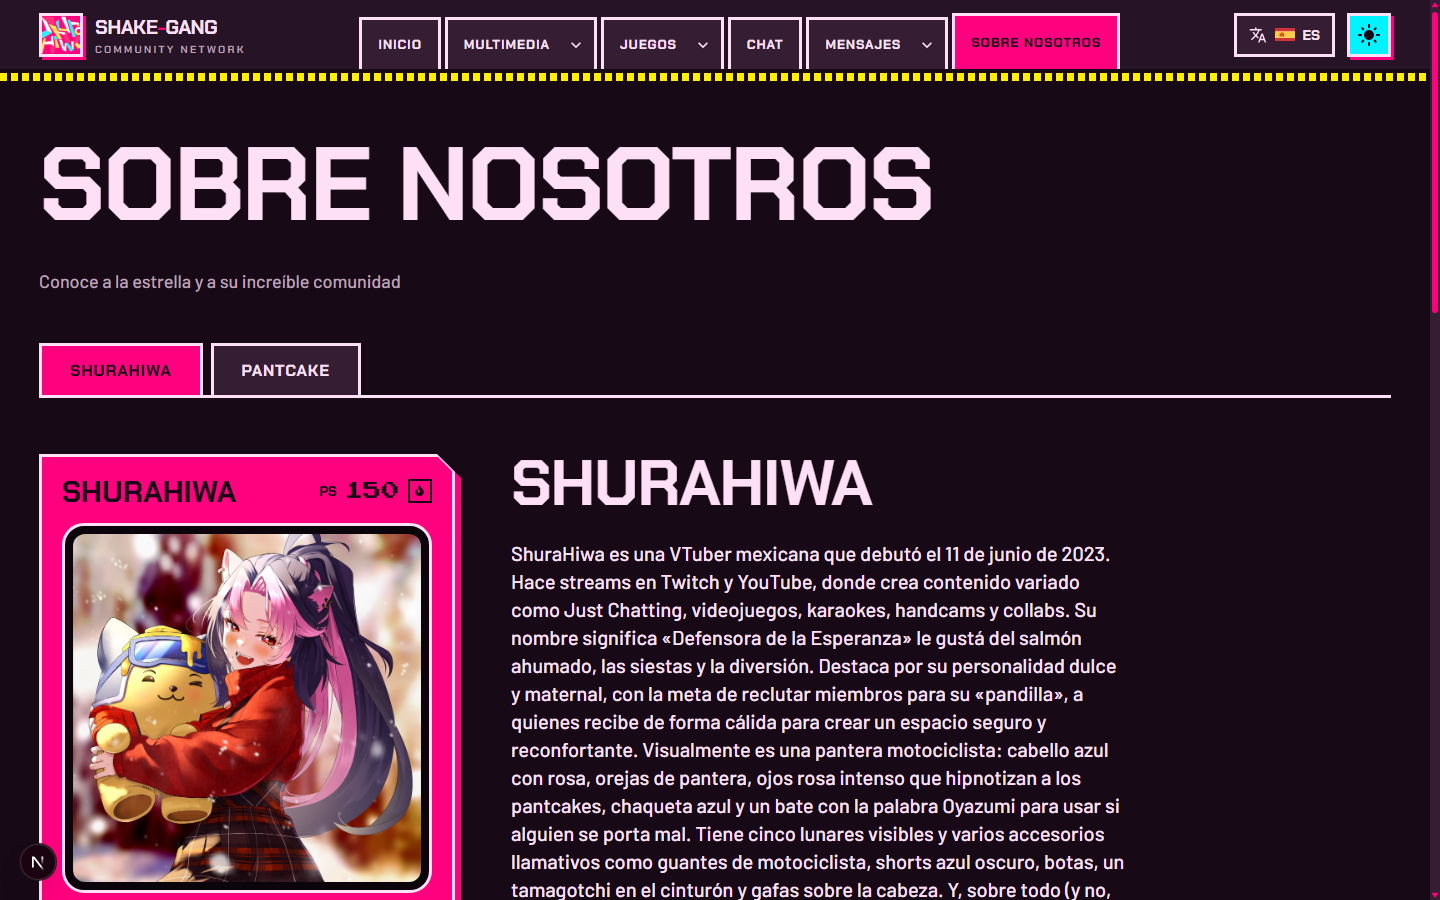 SHAKE-GANG
COMMUNITY NETWORK
INICIO
MULTIMEDIA
JUEGOS
CHAT
MENSAJES
SOBRE NOSOTROS
ES
SOBRE NOSOTROS
Conoce a la estrella y a su increíble comunidad
SHURAHIWA
PANTCAKE
SHURAHIWA
PS 150
SHURAHIWA
ShuraHiwa es una VTuber mexicana que debutó el 11 de junio de 2023.
Hace streams en Twitch y YouTube, donde crea contenido variado
como Just Chatting, videojuegos, karaokes, handcams y collabs. Su
nombre significa «Defensora de la Esperanza» le gustá del salmón
ahumado, las siestas y la diversión. Destaca por su personalidad dulce
y maternal, con la meta de reclutar miembros para su «pandilla», a
quienes recibe de forma cálida para crear un espacio seguro y
reconfortante. Visualmente es una pantera motociclista: cabello azul
con rosa, orejas de pantera, ojos rosa intenso que hipnotizan a los
pantcakes, chaqueta azul y un bate con la palabra Oyazumi para usar si
alguien se porta mal. Tiene cinco lunares visibles y varios accesorios
llamativos como guantes de motociclista, shorts azul oscuro, botas, un
tamagotchi en el cinturón y gafas sobre la cabeza. Y, sobre todo (y no,
N